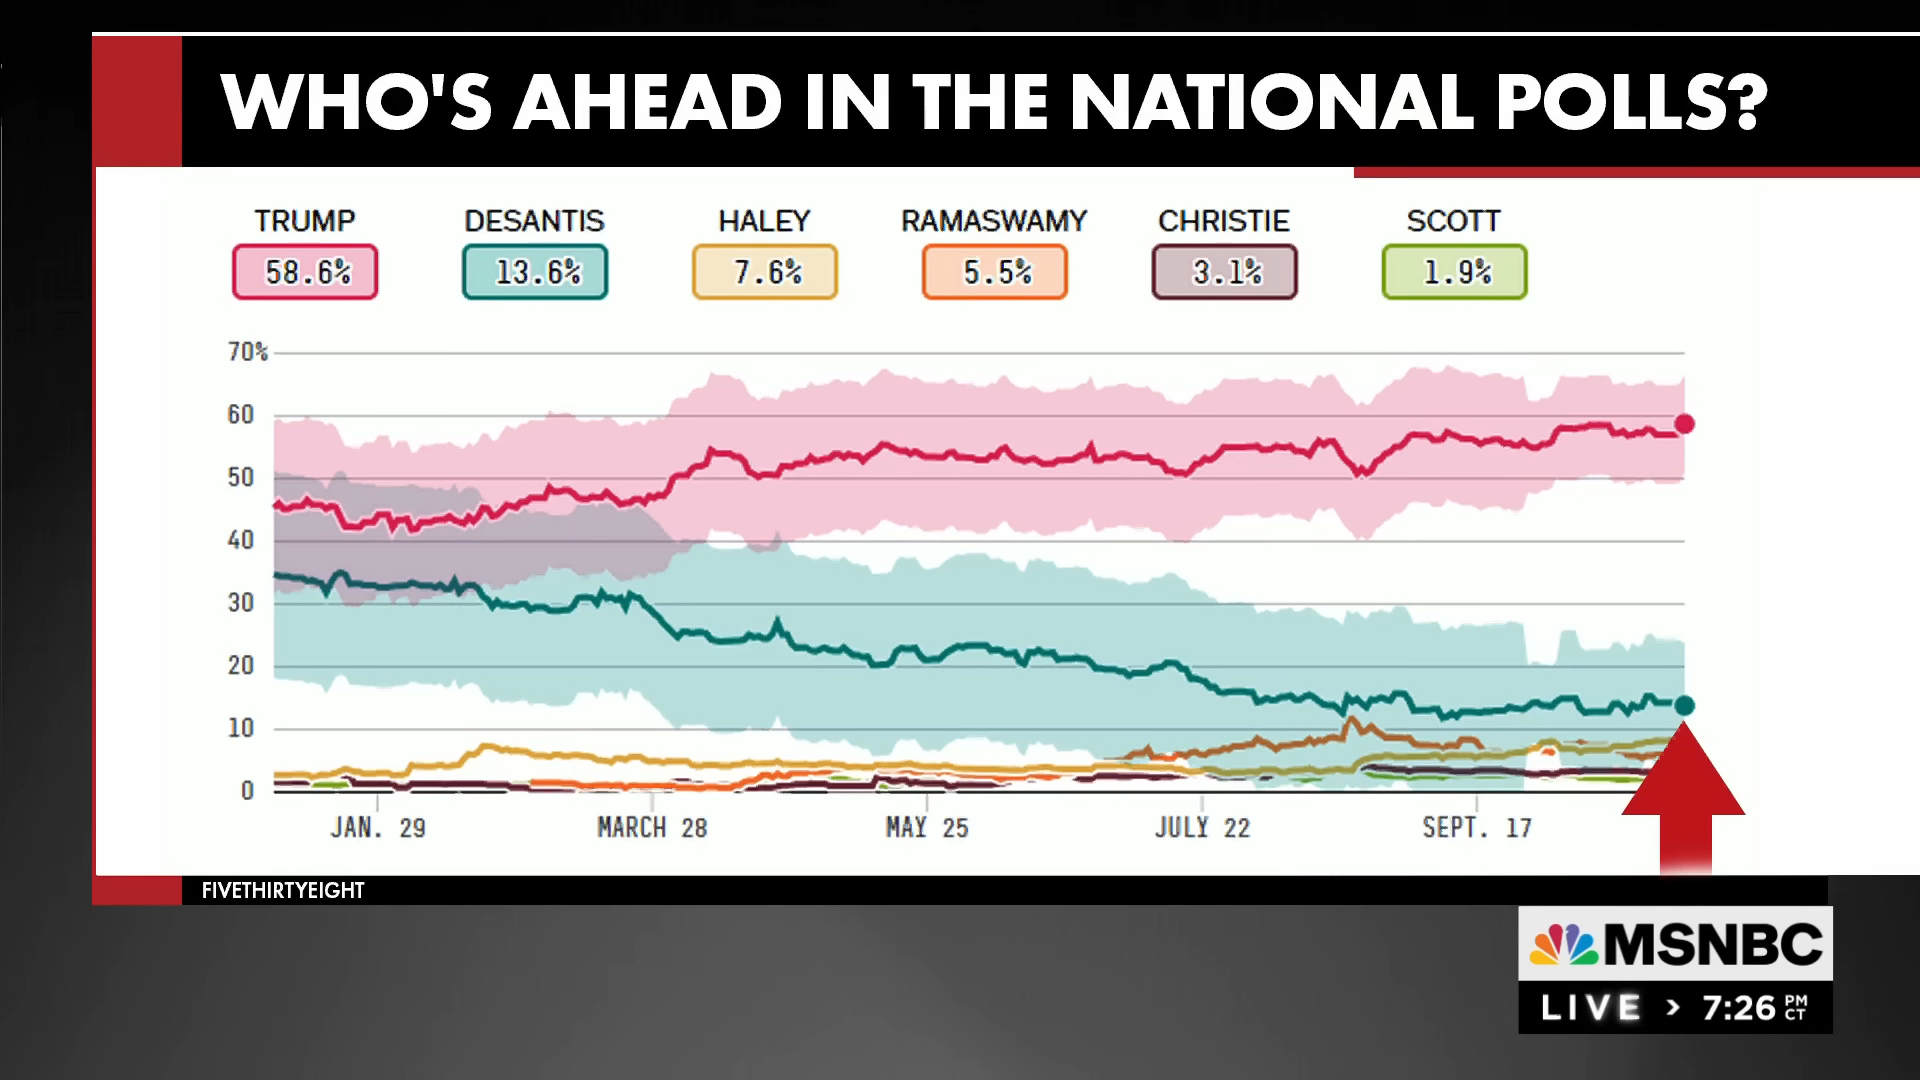 WHO'S AHEAD IN THE NATIONAL POLLS?
TRUMP DESANTIS HALEY RAMASWAMY CHRISTIE SCOTT
58.6% 13.6% 7.6% 5.5% 3.1% 1.9%
70%
60
50
40
30
20
10
0
JAN. 29 MARCH 28 MAY 25 JULY 22 SEPT. 17
FIVETHIRTYEIGHT
MSNBC
LIVE > 7:26 PM CT